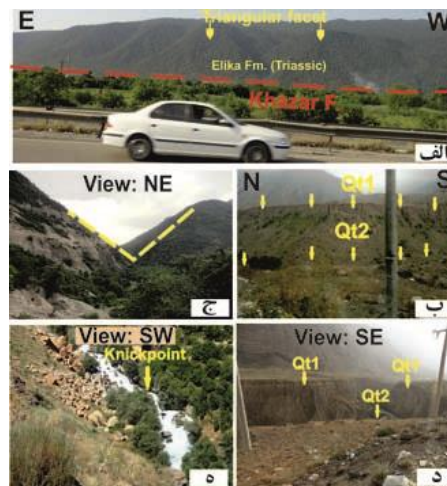 E W
Triangular facet
Elika Fm. (Triassic)
Khazar F
الف
View: NE
ج
N S
Qt1
Qt2
ب
View: SW
Knickpoint
ه
View: SE
Qt1 Qt1
Qt2
د